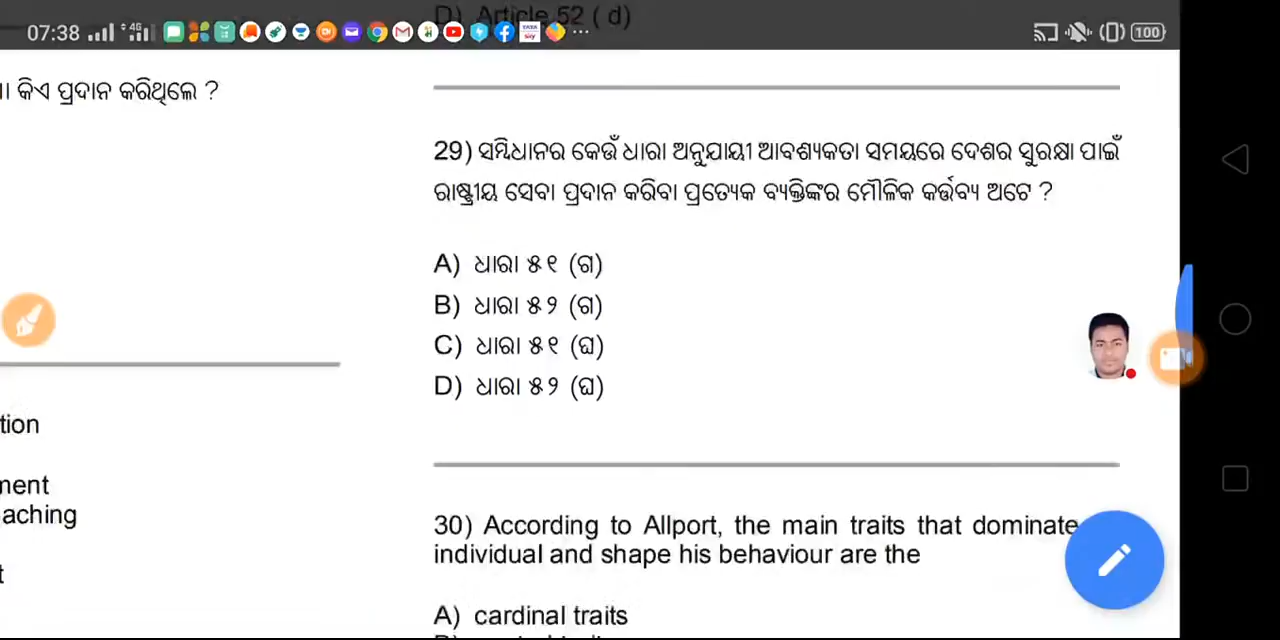 D) Article 52 ( d)
07:38
4G
100
କିଏ ପ୍ରଦାନ କରିଥିଲେ ?
29) ସମ୍ବିଧାନର କେଉଁ ଧାରା ଅନୁଯାୟୀ ଆବଶ୍ୟକତା ସମୟରେ ଦେଶର ସୁରକ୍ଷା ପାଇଁ
ରାଷ୍ଟ୍ରୀୟ ସେବା ପ୍ରଦାନ କରିବା ପ୍ରତ୍ୟେକ ବ୍ୟକ୍ତିଙ୍କର ମୌଳିକ କର୍ତ୍ତବ୍ୟ ଅଟେ ?
A) ଧାରା ୫୧ (ଗ)
B) ଧାରା ୫୨ (ଗ)
C) ଧାରା ୫୧ (ଘ)
D) ଧାରା ୫୨ (ଘ)
tion
ment
aching
t
30) According to Allport, the main traits that dominate
individual and shape his behaviour are the
A) cardinal traits